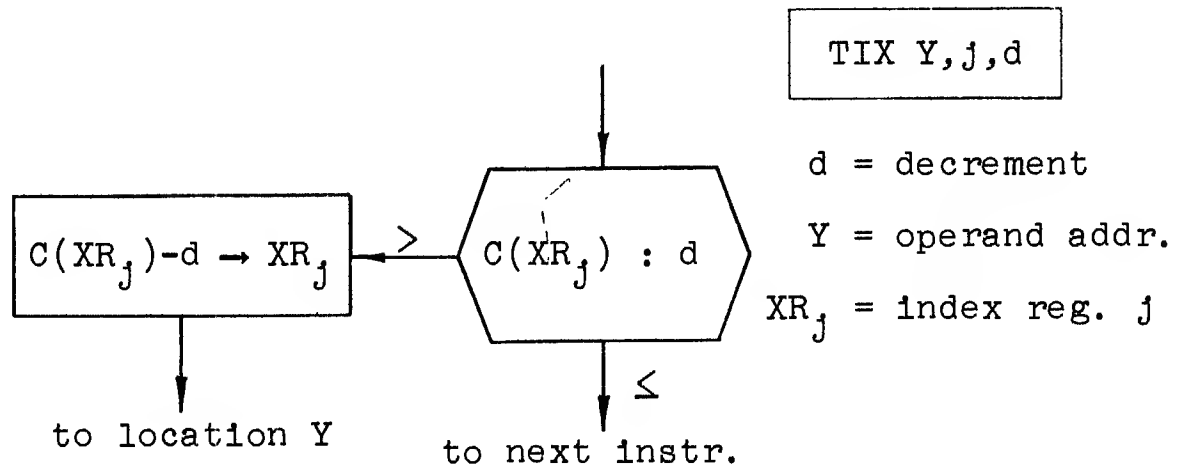 TIX Y,j,d
d = decrement
Y = operand addr.
XRj = index reg. j
C(XRj) : d
>
C(XRj)-d → XRj
≤
to location Y
to next instr.